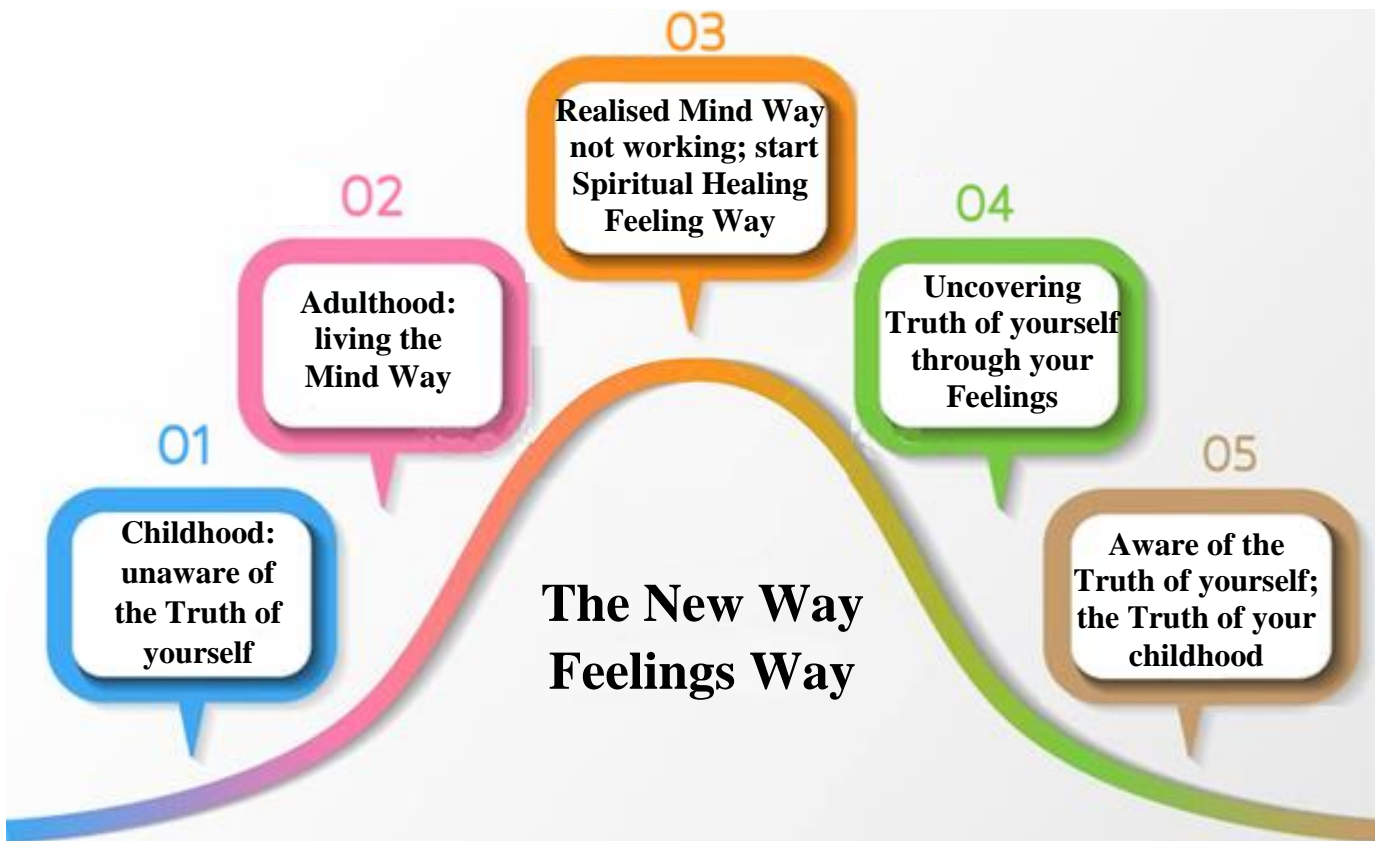 01
Childhood:
unaware of
the Truth of
yourself
02
Adulthood:
living the
Mind Way
03
Realised Mind Way
not working; start
Spiritual Healing
Feeling Way
04
Uncovering
Truth of yourself
through your
Feelings
05
Aware of the
Truth of yourself;
the Truth of your
childhood
The New Way
Feelings Way